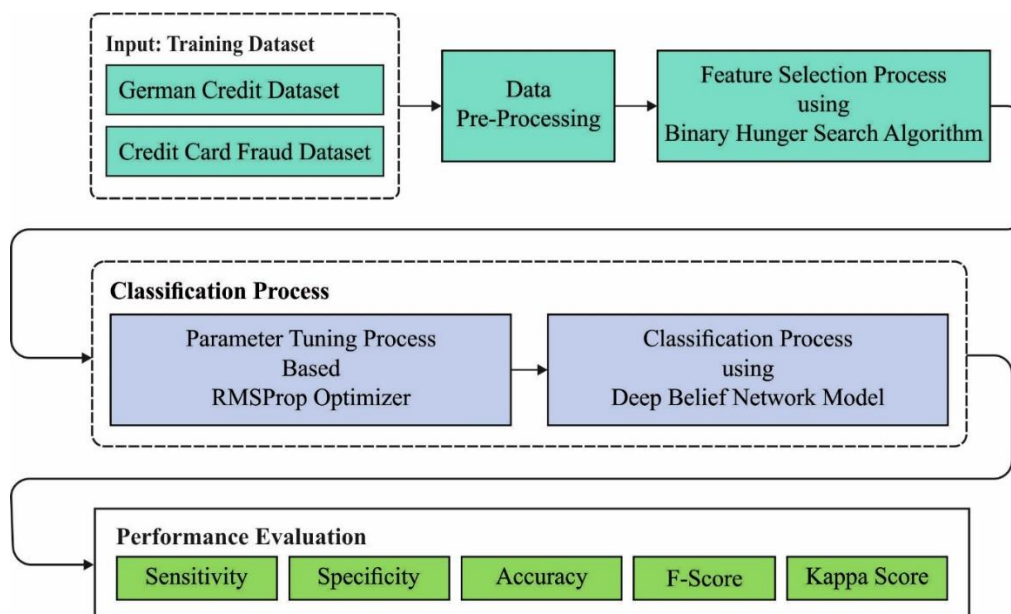 Input: Training Dataset
German Credit Dataset
Credit Card Fraud Dataset
Data
Pre-Processing
Feature Selection Process
using
Binary Hunger Search Algorithm
Classification Process
Parameter Tuning Process
Based
RMSProp Optimizer
Classification Process
using
Deep Belief Network Model
Performance Evaluation
Sensitivity
Specificity
Accuracy
F-Score
Kappa Score